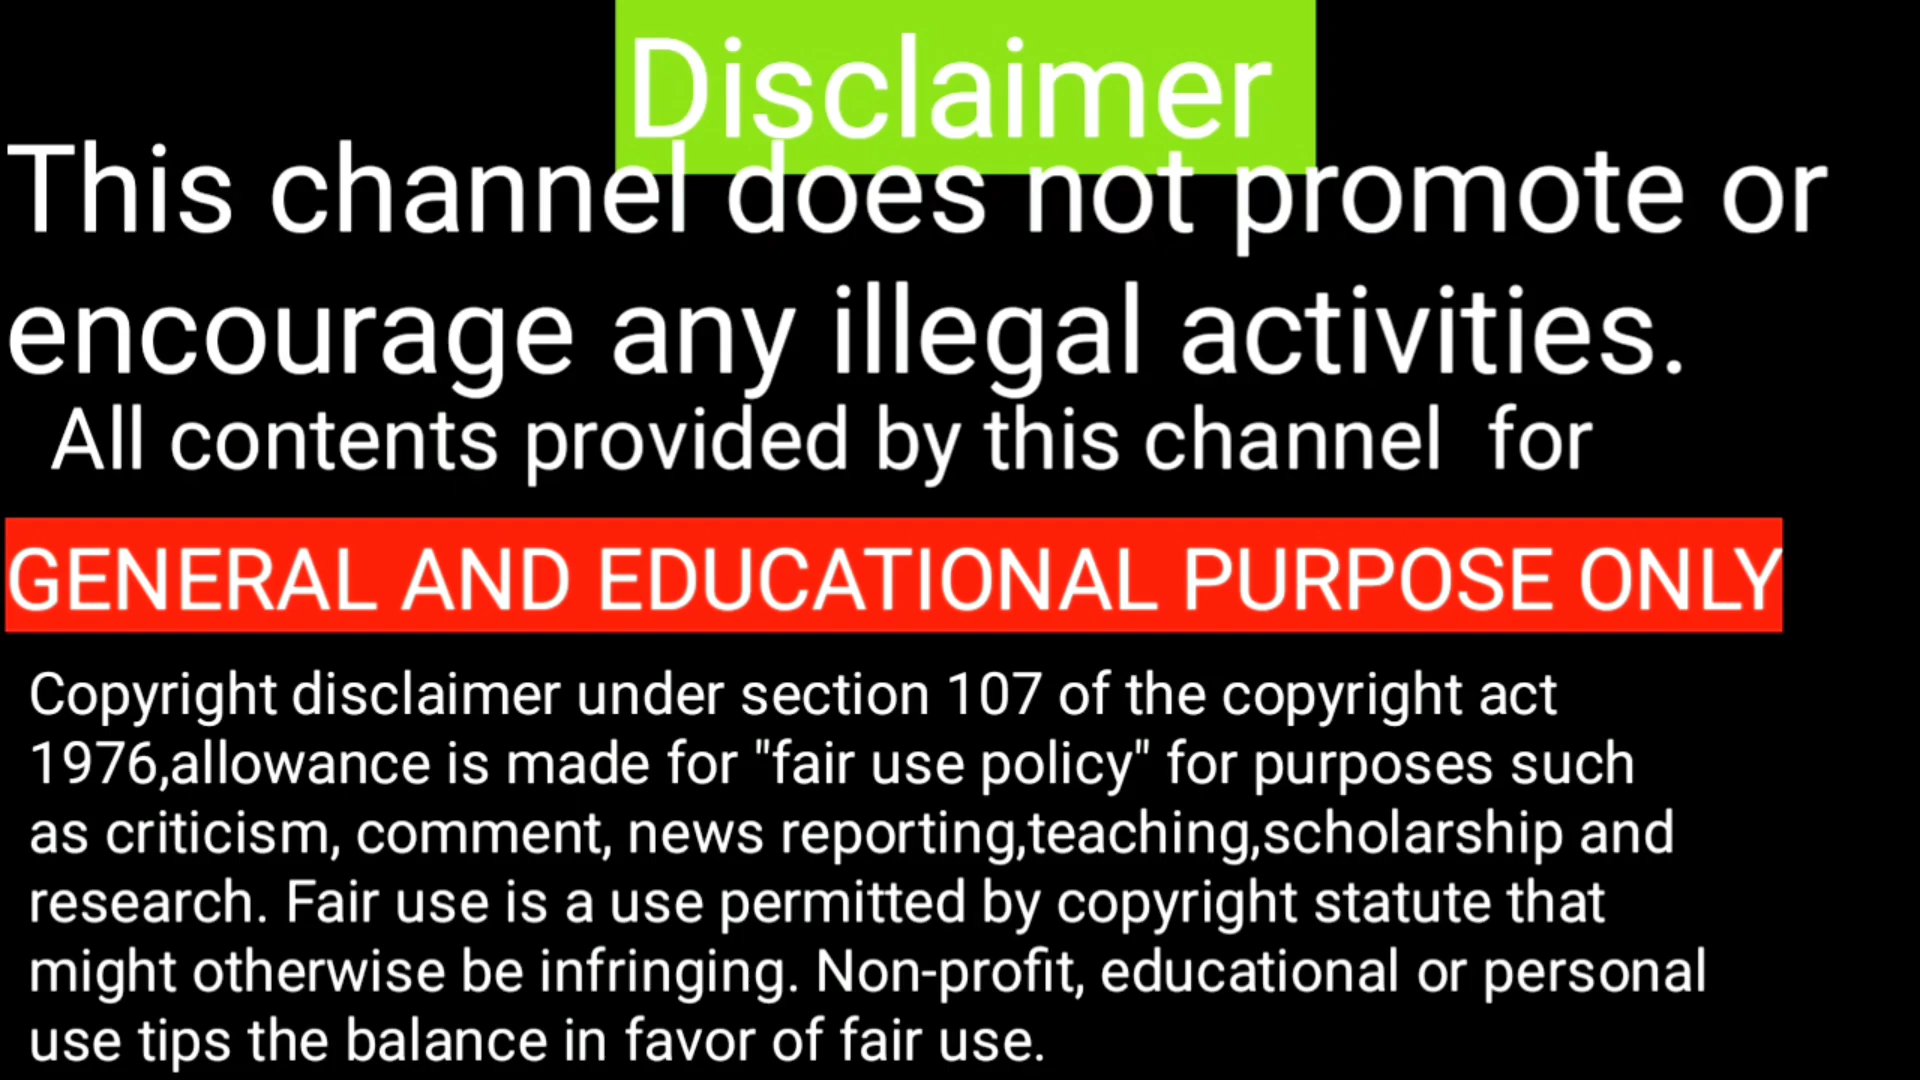 Disclaimer
This channel does not promote or
encourage any illegal activities.
All contents provided by this channel  for
GENERAL AND EDUCATIONAL PURPOSE ONLY
Copyright disclaimer under section 107 of the copyright act
1976,allowance is made for "fair use policy" for purposes such
as criticism, comment, news reporting,teaching,scholarship and
research. Fair use is a use permitted by copyright statute that
might otherwise be infringing. Non-profit, educational or personal
use tips the balance in favor of fair use.